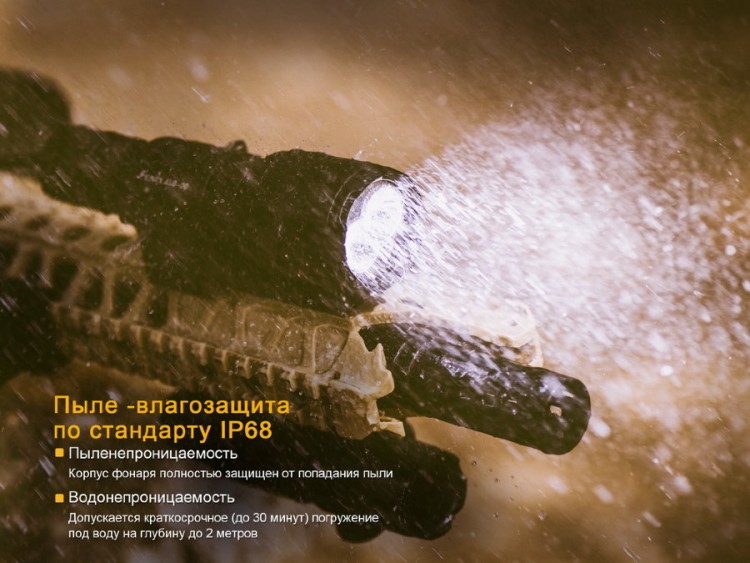 Пыле -влагозащита
по стандарту IP68
Пыленепроницаемость
Корпус фонаря полностью защищен от попадания пыли
Водонепроницаемость
Допускается краткосрочное (до 30 минут) погружение
под воду на глубину до 2 метров